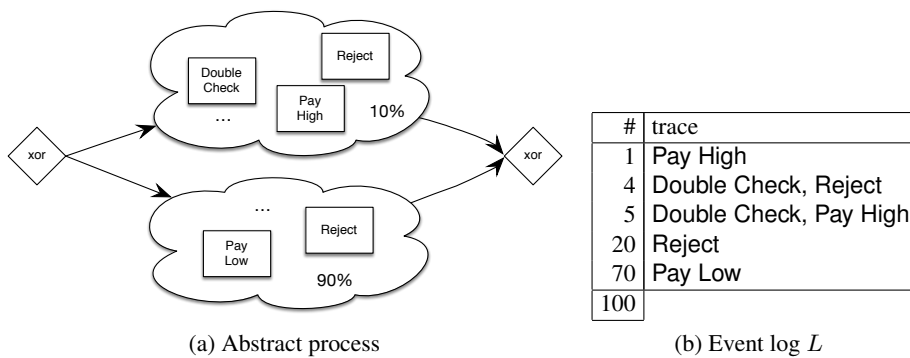 Reject
Double
Check
Pay
High
...
10%
xor
xor
...
Reject
Pay
Low
90%
(a) Abstract process
# trace
1 Pay High
4 Double Check, Reject
5 Double Check, Pay High
20 Reject
70 Pay Low
100
(b) Event log L